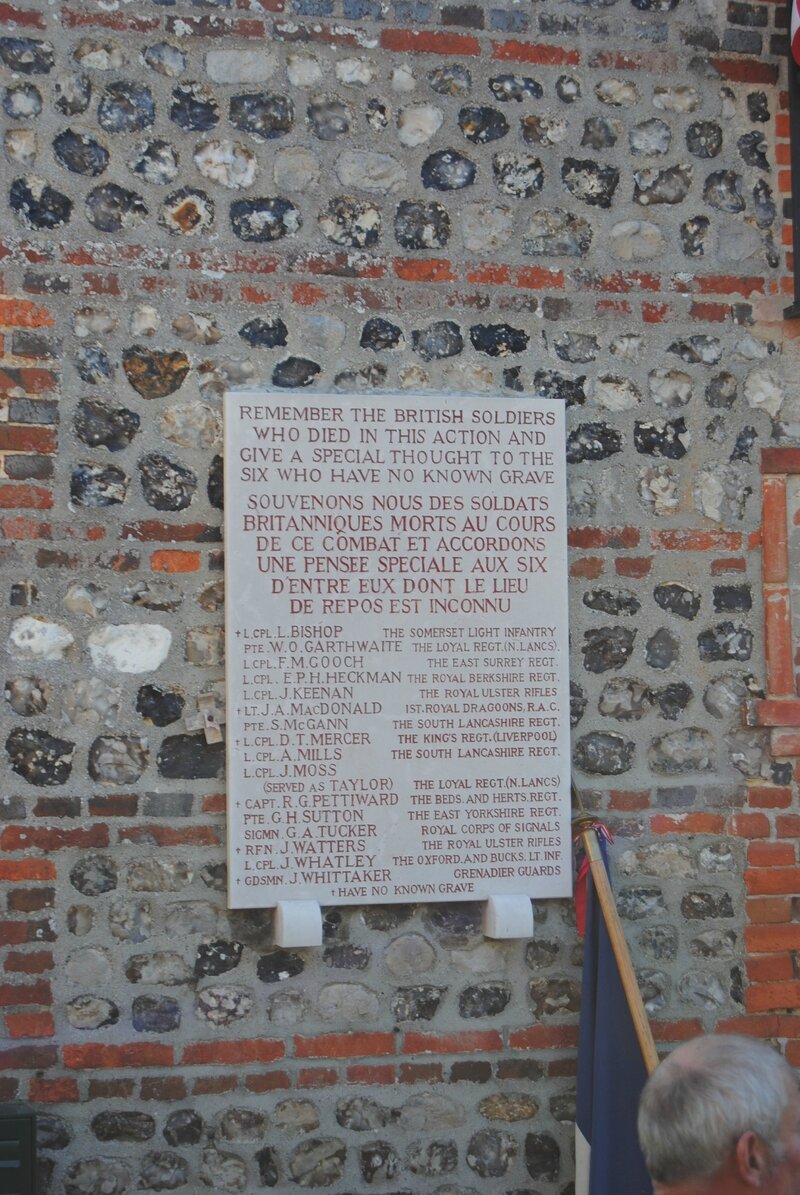 REMEMBER THE BRITISH SOLDIERS
WHO DIED IN THIS ACTION AND
GIVE A SPECIAL THOUGHT TO THE
SIX WHO HAVE NO KNOWN GRAVE
SOUVENONS NOUS DES SOLDATS
BRITANNIQUES MORTS AU COURS
DE CE COMBAT ET ACCORDONS
UNE PENSEE SPECIALE AUX SIX
D'ENTRE EUX DONT LE LIEU
DE REPOS EST INCONNU
† L.CPL. L. BISHOP THE SOMERSET LIGHT INFANTRY
PTE. W. O. GARTHWAITE THE LOYAL REGT. (N. LANCS).
L.CPL. F. M. GOOCH THE EAST SURREY REGT.
L.CPL. E. P. H. HECKMAN THE ROYAL BERKSHIRE REGT.
L.CPL. J. KEENAN THE ROYAL ULSTER RIFLES
† LT. J. A. MACDONALD 1ST. ROYAL DRAGOONS, R.A.C.
PTE. S. McGANN THE SOUTH LANCASHIRE REGT.
† L.CPL. D. T. MERCER THE KING'S REGT. (LIVERPOOL)
L.CPL. A. MILLS THE SOUTH LANCASHIRE REGT.
L.CPL. J. MOSS
(SERVED AS TAYLOR) THE LOYAL REGT. (N. LANCS)
† CAPT. R. G. PETTIWARD THE BEDS. AND HERTS. REGT.
PTE. G. H. SUTTON THE EAST YORKSHIRE REGT.
SIGMN. G. A. TUCKER ROYAL CORPS OF SIGNALS
† RFN. J. WATTERS THE ROYAL ULSTER RIFLES
L.CPL. J. WHATLEY THE OXFORD. AND BUCKS. LT. INF.
† GDSMN. J. WHITTAKER GRENADIER GUARDS
† HAVE NO KNOWN GRAVE